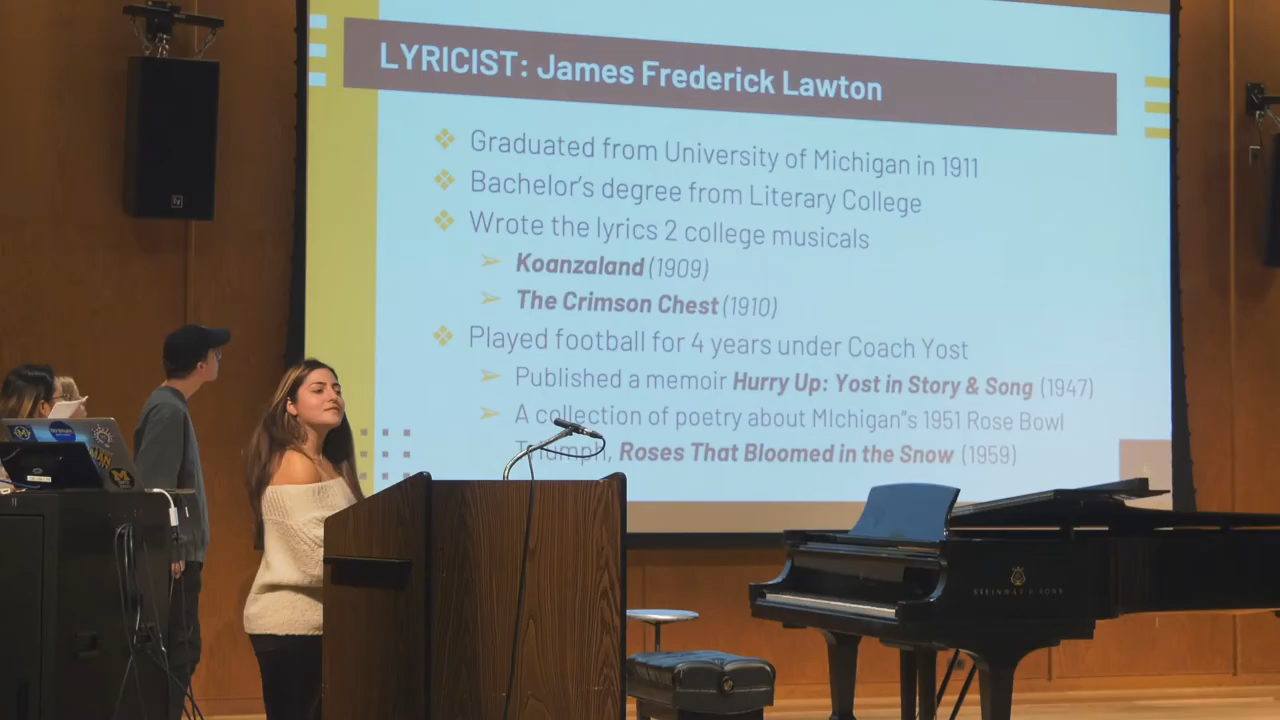 LYRICIST: James Frederick Lawton
Graduated from University of Michigan in 1911
Bachelor's degree from Literary College
Wrote the lyrics 2 college musicals
Koanzaland (1909)
The Crimson Chest (1910)
Played football for 4 years under Coach Yost
Published a memoir Hurry Up: Yost in Story & Song (1947)
A collection of poetry about MIchigan"s 1951 Rose Bowl
Triumph, Roses That Bloomed in the Snow (1959)
EV
STEINWAY & SONS
M
M